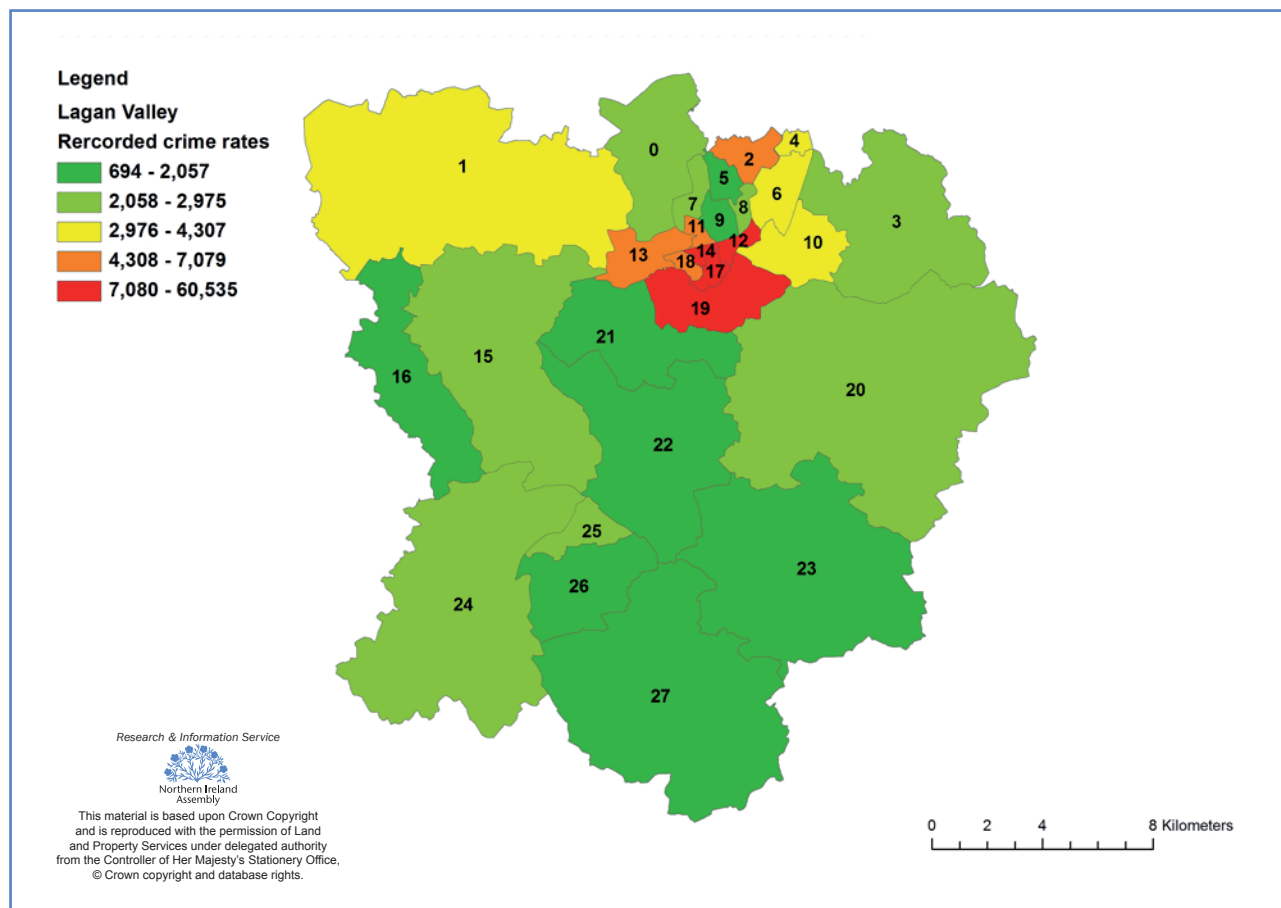 Legend
Lagan Valley
Rercorded crime rates
694 - 2,057
2,058 - 2,975
2,976 - 4,307
4,308 - 7,079
7,080 - 60,535
0
1
2
4
5
6
3
7
8
9
11
12
10
13
14
18
17
19
21
15
16
20
22
25
23
26
24
27
Research & Information Service
Northern Ireland
Assembly
This material is based upon Crown Copyright
and is reproduced with the permission of Land
and Property Services under delegated authority
from the Controller of Her Majesty's Stationery Office,
© Crown copyright and database rights.
0 2 4 8 Kilometers